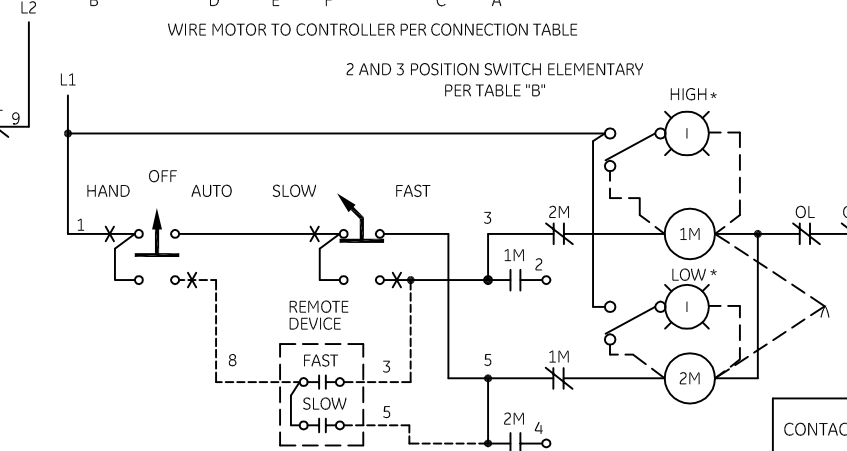 L2
B D E F C A
WIRE MOTOR TO CONTROLLER PER CONNECTION TABLE
2 AND 3 POSITION SWITCH ELEMENTARY
PER TABLE "B"
L1
HIGH*
9
I
OFF
HAND AUTO SLOW FAST
1
3 2M 1M OL
1M 2
LOW*
I
REMOTE
DEVICE
8 FAST 3
5 1M 2M
SLOW 5
2M 4
CONTAC